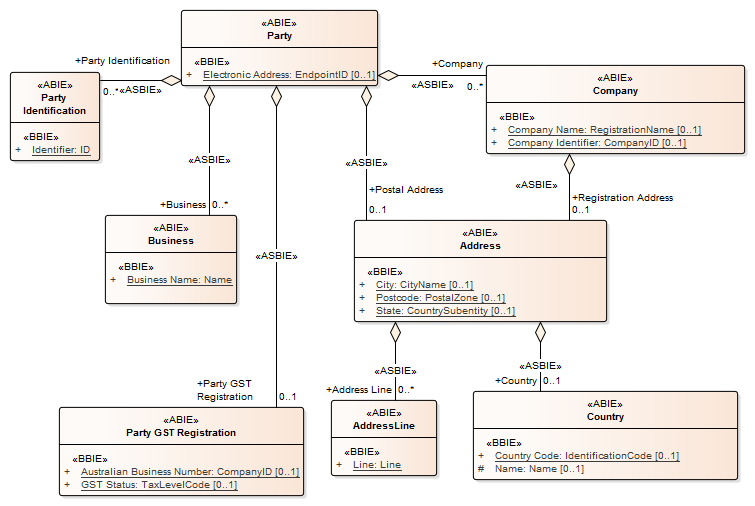 «ABIE»
Party
«BBIE»
+ Electronic Address: EndpointID [0..1]
+Party Identification
0..*
«ASBIE»
+Company
«ASBIE»
0..*
«ABIE»
Party
Identification
«BBIE»
+ Identifier: ID
«ABIE»
Company
«BBIE»
+ Company Name: RegistrationName [0..1]
+ Company Identifier: CompanyID [0..1]
«ASBIE»
+Business 0..*
«ASBIE»
+Postal Address
0..1
«ASBIE»
+Registration Address
0..1
«ABIE»
Business
«BBIE»
+ Business Name: Name
«ASBIE»
«ABIE»
Address
«BBIE»
+ City: CityName [0..1]
+ Postcode: PostalZone [0..1]
+ State: CountrySubentity [0..1]
+Party GST
Registration
0..1
«ASBIE»
+Address Line 0..*
«ASBIE»
+Country 0..1
«ABIE»
Party GST Registration
«BBIE»
+ Australian Business Number: CompanyID [0..1]
+ GST Status: TaxLevelCode [0..1]
«ABIE»
AddressLine
«BBIE»
+ Line: Line
«ABIE»
Country
«BBIE»
+ Country Code: IdentificationCode [0..1]
# Name: Name [0..1]